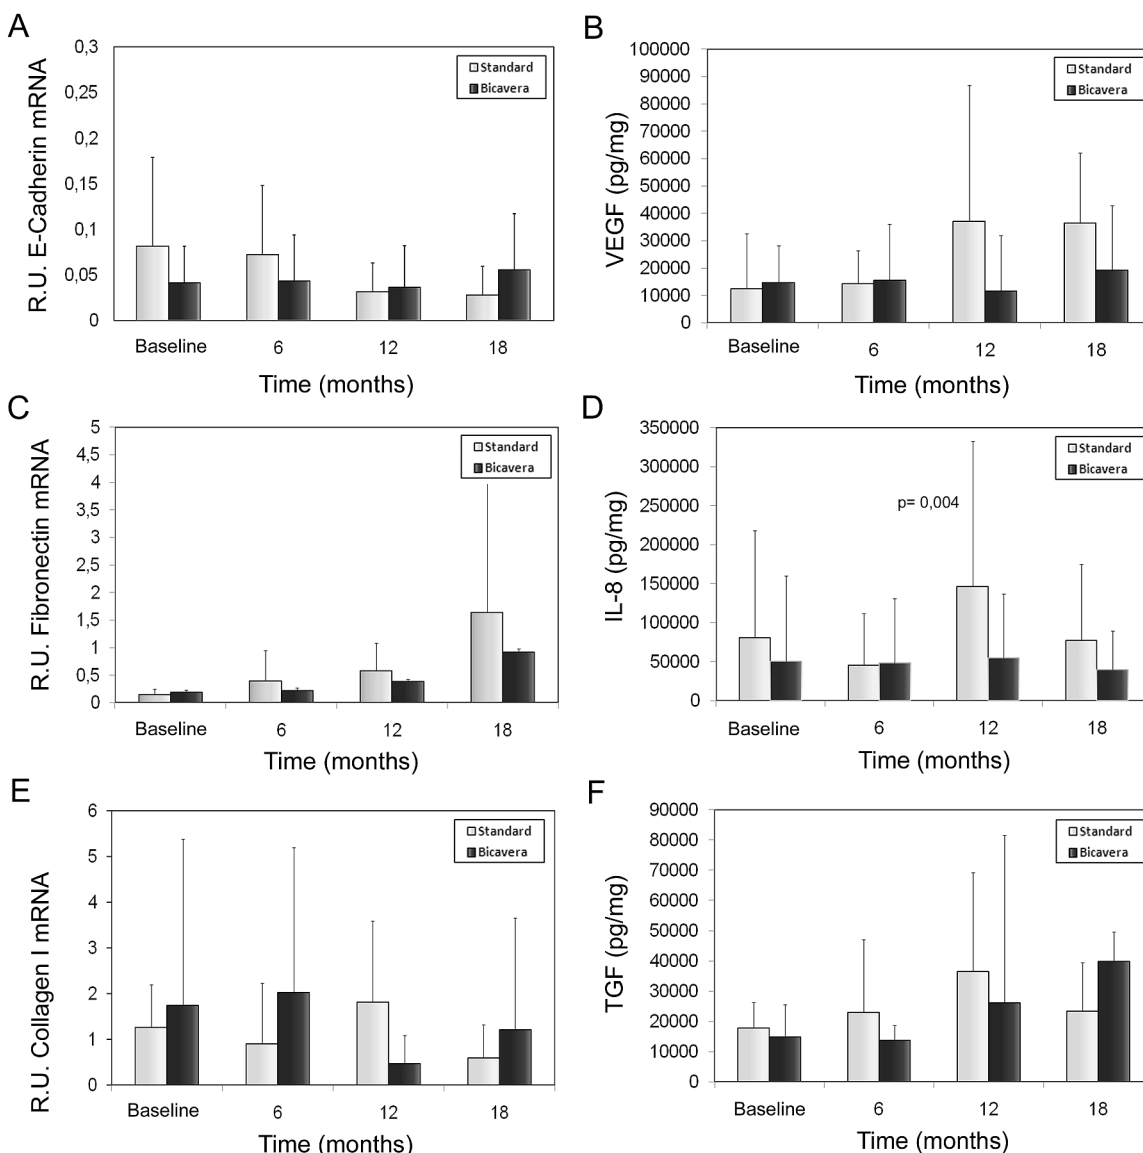 A
R.U. E-Cadherin mRNA
0,3
0,25
0,2
0,15
0,1
0,05
0
Standard
Bicavera
Baseline 6 12 18
Time (months)
B
VEGF (pg/mg)
100000
90000
80000
70000
60000
50000
40000
30000
20000
10000
0
Standard
Bicavera
Baseline 6 12 18
Time (months)
C
R.U. Fibronectin mRNA
5
4,5
4
3,5
3
2,5
2
1,5
1
0,5
0
Standard
Bicavera
Baseline 6 12 18
Time (months)
D
IL-8 (pg/mg)
350000
300000
250000
200000
150000
100000
50000
0
Standard
Bicavera
p= 0,004
Baseline 6 12 18
Time (months)
E
R.U. Collagen I mRNA
6
5
4
3
2
1
0
Standard
Bicavera
Baseline 6 12 18
Time (months)
F
TGF (pg/mg)
90000
80000
70000
60000
50000
40000
30000
20000
10000
0
Standard
Bicavera
Baseline 6 12 18
Time (months)